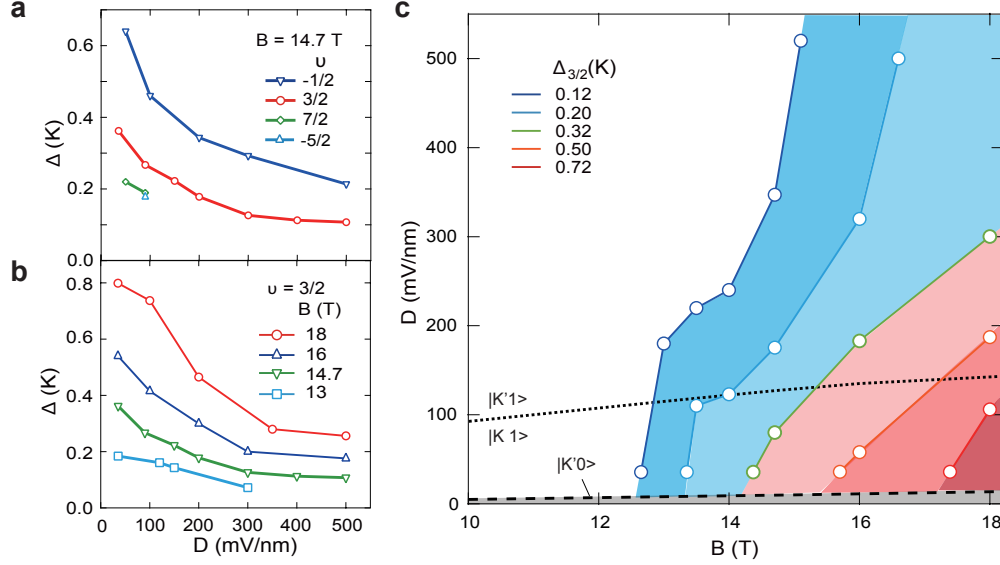 a
B = 14.7 T
υ
-1/2
3/2
7/2
-5/2
Δ (K)
0.6
0.4
0.2
0.0
b
υ = 3/2
B (T)
18
16
14.7
13
Δ (K)
0.8
0.6
0.4
0.2
0.0
0
100
200
300
400
500
D (mV/nm)
c
Δ3/2(K)
0.12
0.20
0.32
0.50
0.72
D (mV/nm)
500
400
300
200
100
0
|K'1>
|K 1>
|K'0>
10
12
14
16
18
B (T)